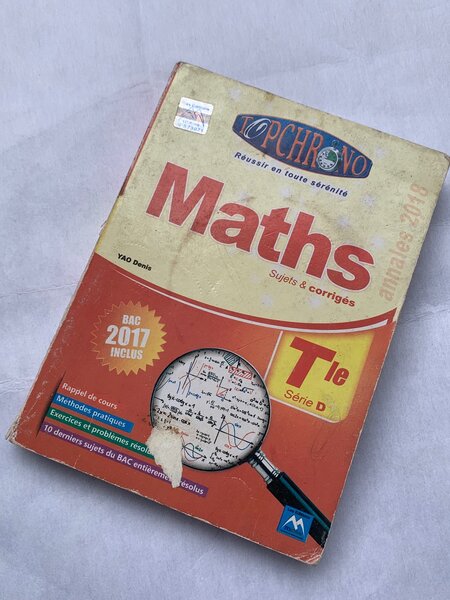 TOPCHRONO
Réussir en toute sérénité
Maths
annales 2018
YAO Denis
Sujets & corrigés
BAC
2017
INCLUS
Tle
Série D
Rappel de cours
Méthodes pratiques
Exercices et problèmes résolus
10 derniers sujets du BAC entièrement résolus